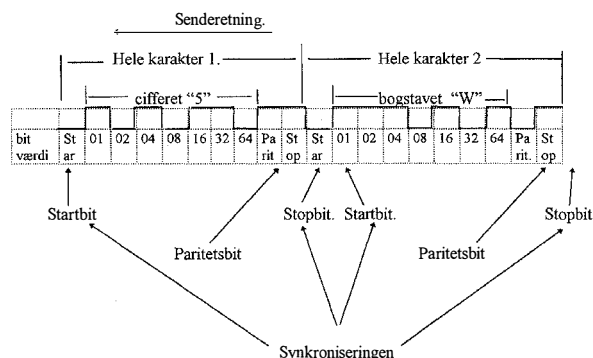 Senderetning.
Hele karakter 1. Hele karakter 2
cifferet “5” bogstavet “W”
bit værdi St ar 01 02 04 08 16 32 64 Pa rit St op St ar 01 02 04 08 16 32 64 Pa rit. St op
Startbit Stopbit. Startbit. Stopbit
Paritetsbit Paritetsbit
Synkroniseringen